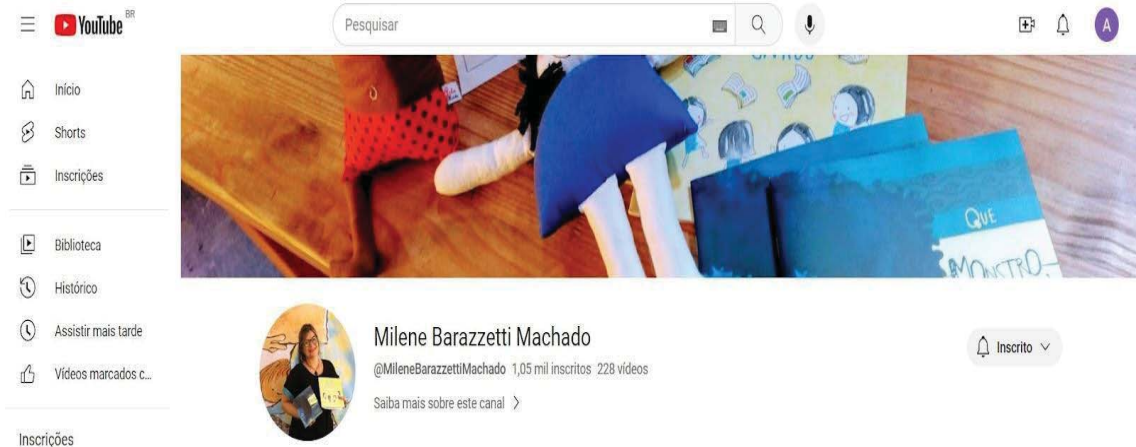 YouTube BR
Pesquisar
A
Início
Shorts
Inscrições
Biblioteca
Histórico
Assistir mais tarde
Vídeos marcados c...
Inscrições
QUE
MONSTRO
Milene Barazzetti Machado
@MileneBarazzettiMachado 1,05 mil inscritos 228 vídeos
Saiba mais sobre este canal
Inscrito